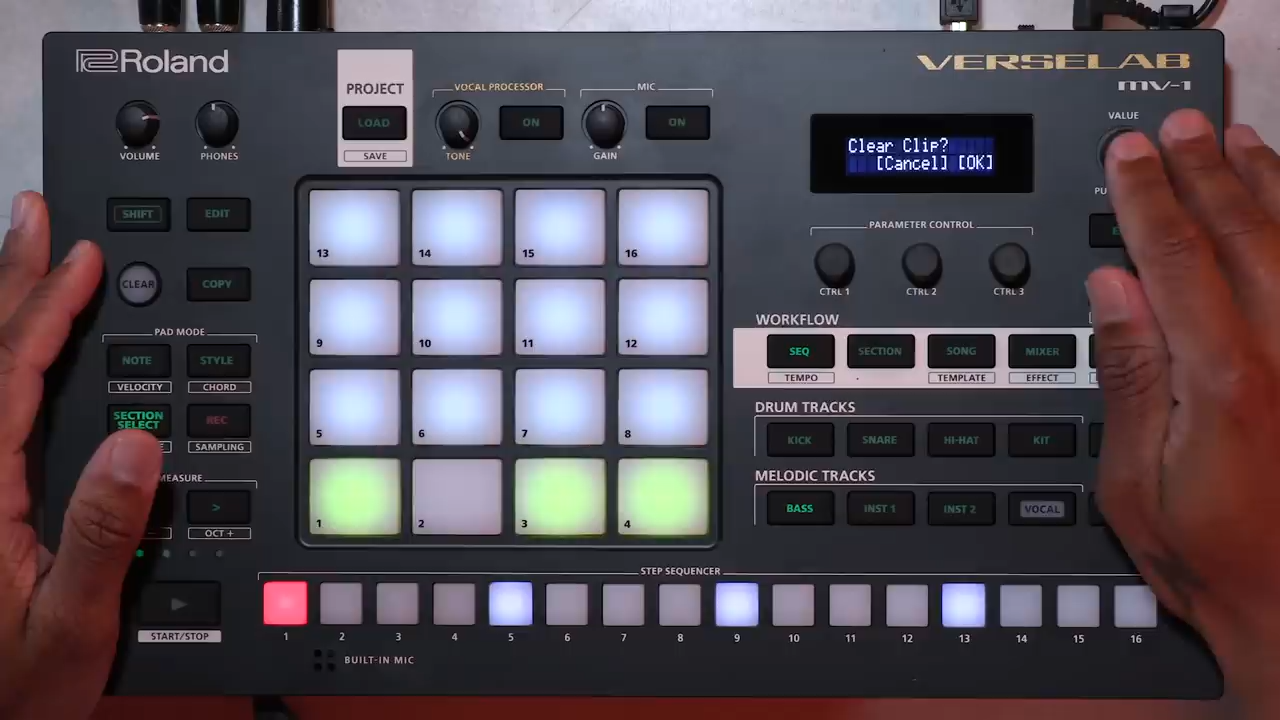 Roland
VERSELAB
MV-1
PROJECT
LOAD
SAVE
VOCAL PROCESSOR
ON
TONE
MIC
ON
GAIN
VOLUME
PHONES
Clear Clip?
[Cancel] [OK]
VALUE
SHIFT
EDIT
CLEAR
COPY
PAD MODE
NOTE
STYLE
VELOCITY
CHORD
SECTION
SELECT
REC
SAMPLING
MEASURE
>
OCT +
START/STOP
13
14
15
16
9
10
11
12
5
6
7
8
1
2
3
4
PARAMETER CONTROL
CTRL 1
CTRL 2
CTRL 3
WORKFLOW
SEQ
SECTION
SONG
MIXER
TEMPO
TEMPLATE
EFFECT
DRUM TRACKS
KICK
SNARE
HI-HAT
KIT
MELODIC TRACKS
BASS
INST 1
INST 2
VOCAL
STEP SEQUENCER
1
2
3
4
5
6
7
8
9
10
11
12
13
14
15
16
BUILT-IN MIC